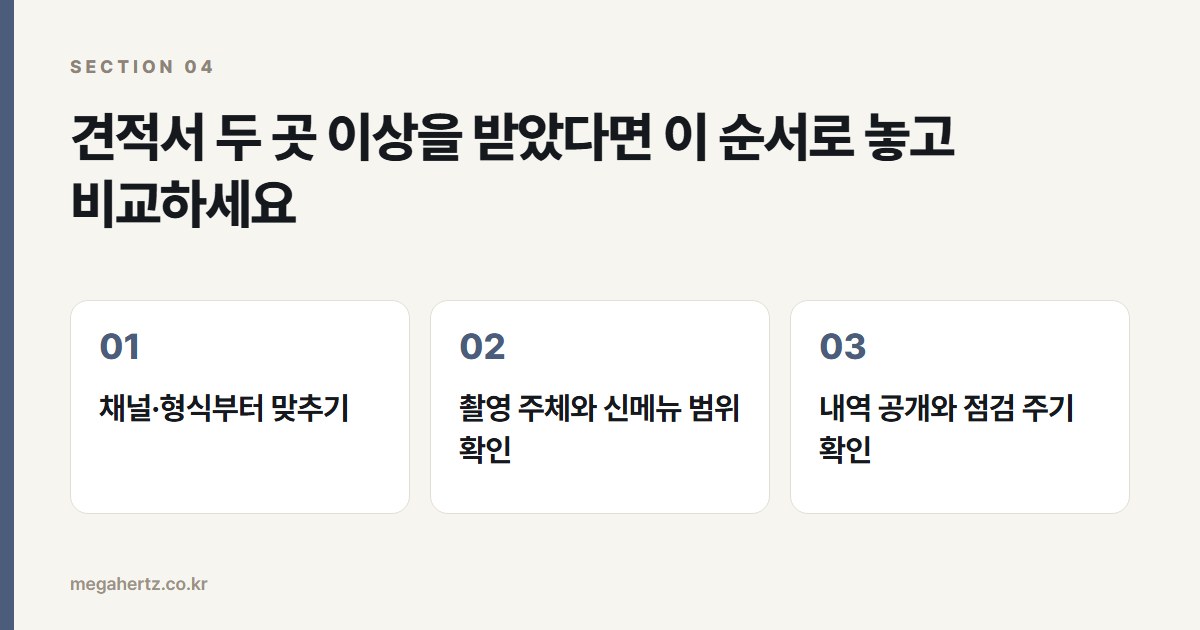 SECTION 04
견적서 두 곳 이상을 받았다면 이 순서로 놓고
비교하세요
01
채널·형식부터 맞추기
02
촬영 주체와 신메뉴 범위
확인
03
내역 공개와 점검 주기
확인
megahertz.co.kr